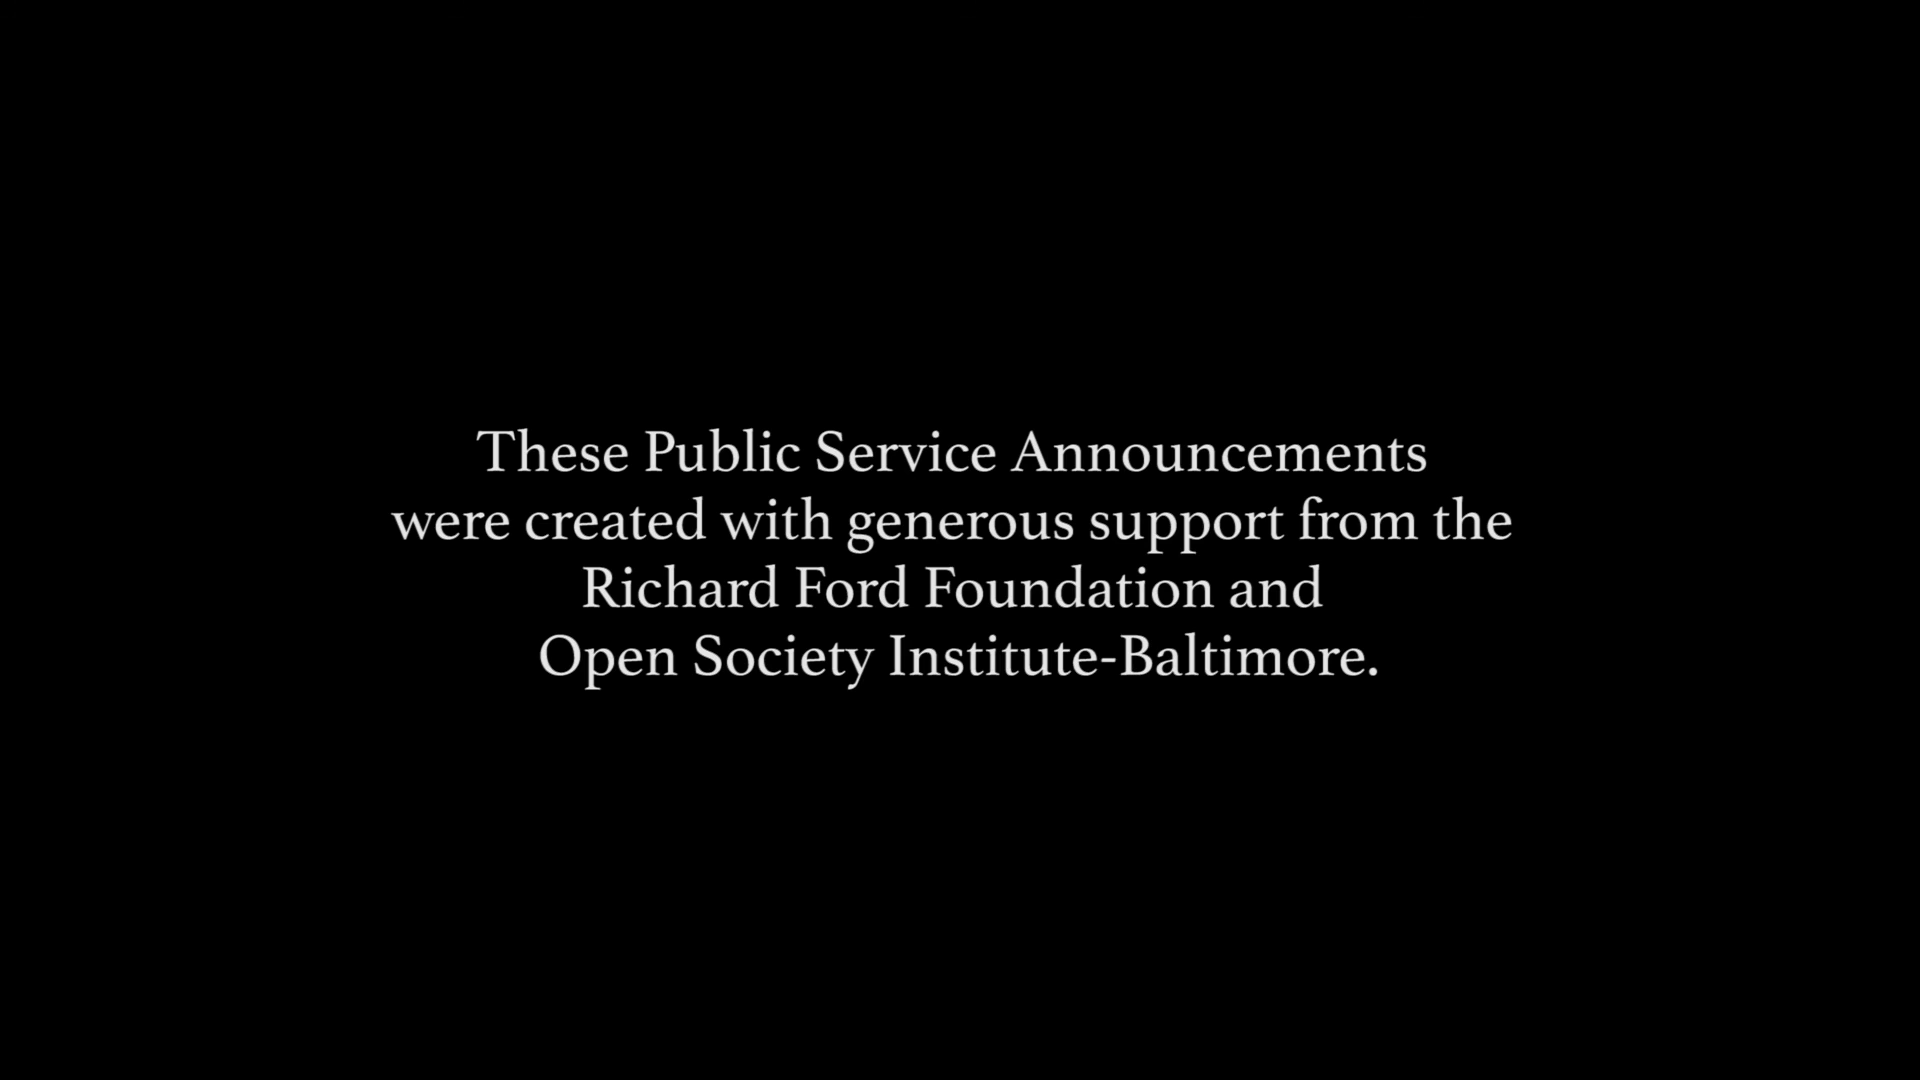 These Public Service Announcements
were created with generous support from the
Richard Ford Foundation and
Open Society Institute-Baltimore.